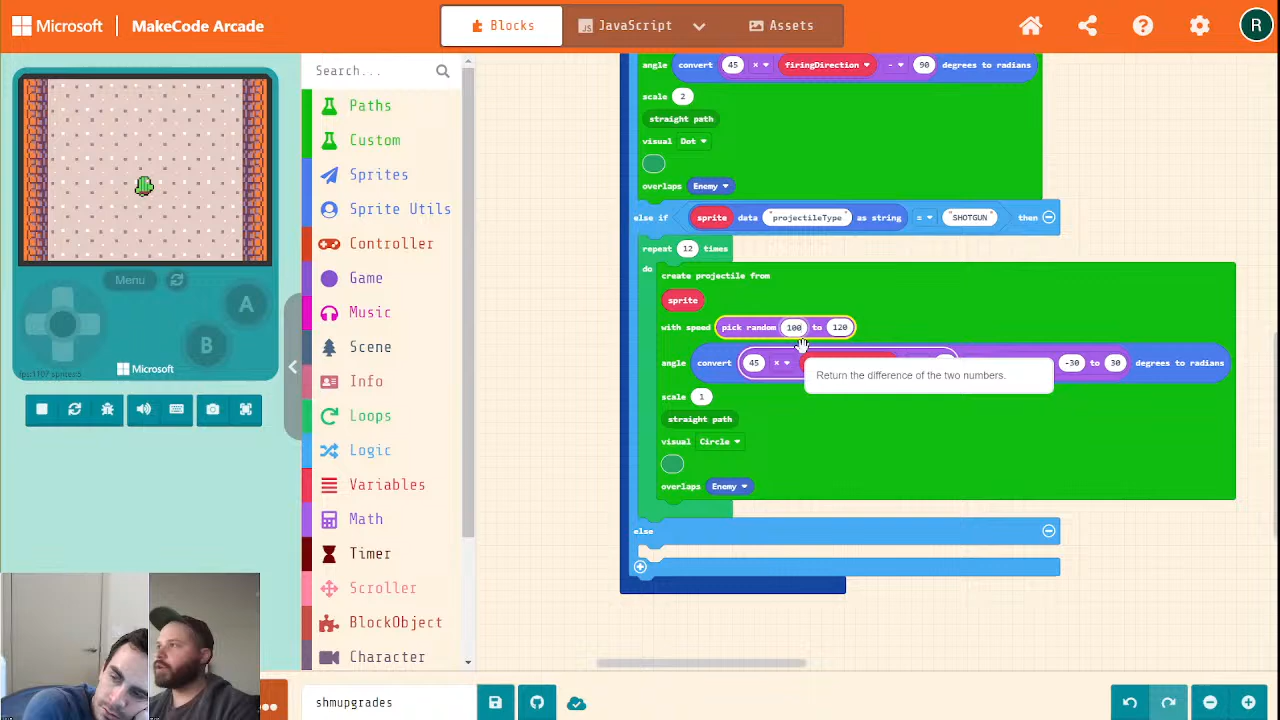 Microsoft MakeCode Arcade
Blocks JavaScript Assets R
Menu
A
B
Microsoft
Search...
Paths
Custom
Sprites
Sprite Utils
Controller
Game
Music
Scene
Info
Loops
Logic
Variables
Math
Timer
Scroller
BlockObject
Character
angle convert 45 × firingDirection - 90 degrees to radians
scale 2
straight path
visual Dot
overlaps Enemy
else if sprite data "projectileType" as string = "SHOTGUN" then
repeat 12 times
do
create projectile from
sprite
with speed pick random 100 to 120
angle convert 45 × -30 to 30 degrees to radians
Return the difference of the two numbers.
scale 1
straight path
visual Circle
overlaps Enemy
else
shmupgrades